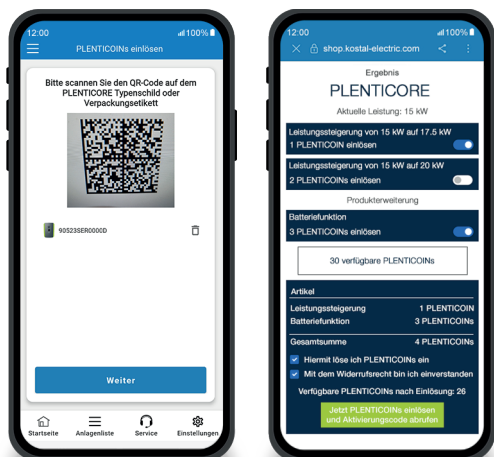 12:00
100%
PLENTICOINs einlösen
Bitte scannen Sie den QR-Code auf dem
PLENTICORE Typenschild oder
Verpackungsetikett
90523SER0000D
Weiter
Startseite
Anlagenliste
Service
Einstellungen
12:00
100%
shop.kostal-electric.com
Ergebnis
PLENTICORE
Aktuelle Leistung: 15 kW
Leistungssteigerung von 15 kW auf 17.5 kW
1 PLENTICOIN einlösen
Leistungssteigerung von 15 kW auf 20 kW
2 PLENTICOINs einlösen
Produkterweiterung
Batteriefunktion
3 PLENTICOINs einlösen
30 verfügbare PLENTICOINs
Artikel
Leistungssteigerung 1 PLENTICOIN
Batteriefunktion 3 PLENTICOINs
Gesamtsumme 4 PLENTICOINs
Hiermit löse ich PLENTICOINs ein
Mit dem Widerrufsrecht bin ich einverstanden
Verfügbare PLENTICOINs nach Einlösung: 26
Jetzt PLENTICOINs einlösen
und Aktivierungscode abrufen